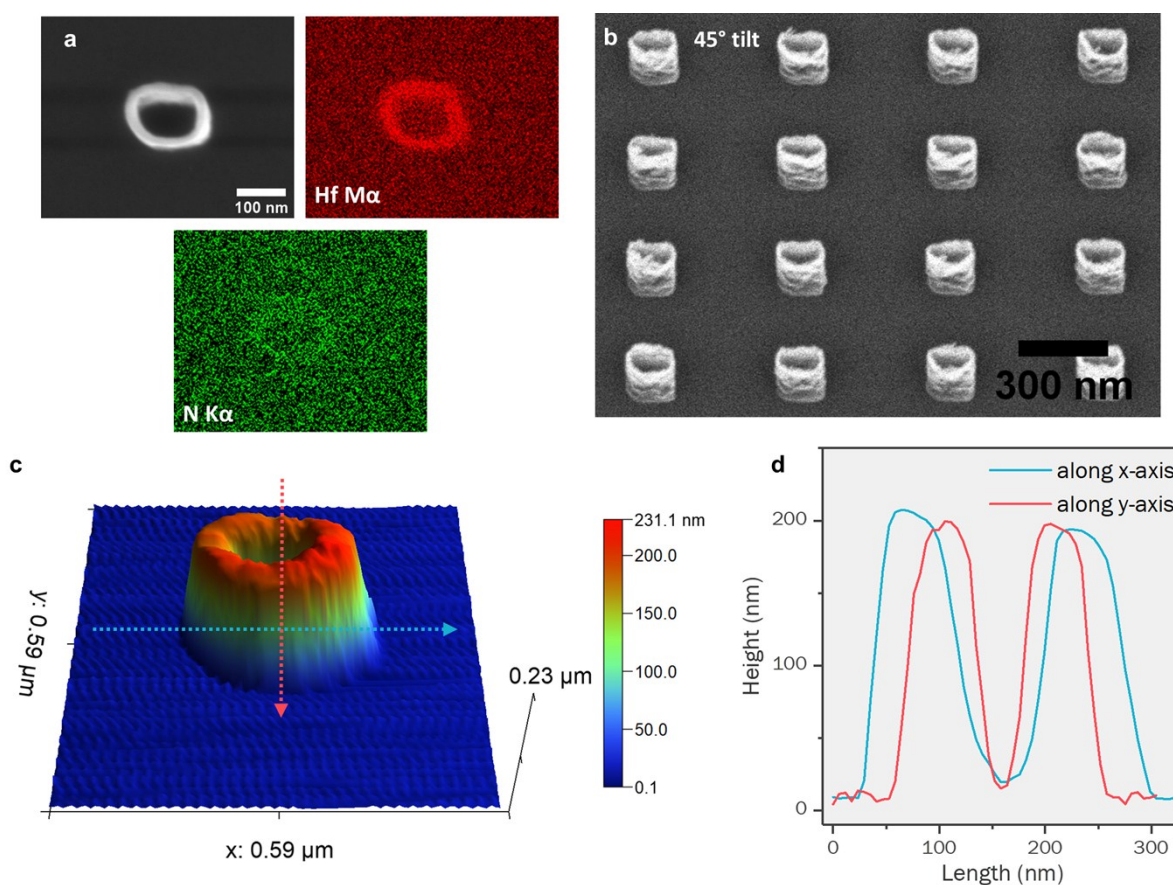 a
100 nm
Hf Mα
N Kα
b
45° tilt
300 nm
c
y: 0.59 µm
x: 0.59 µm
0.23 µm
231.1 nm
200.0
150.0
100.0
50.0
0.1
d
along x-axis
along y-axis
Height (nm)
200
100
0
0 100 200 300
Length (nm)